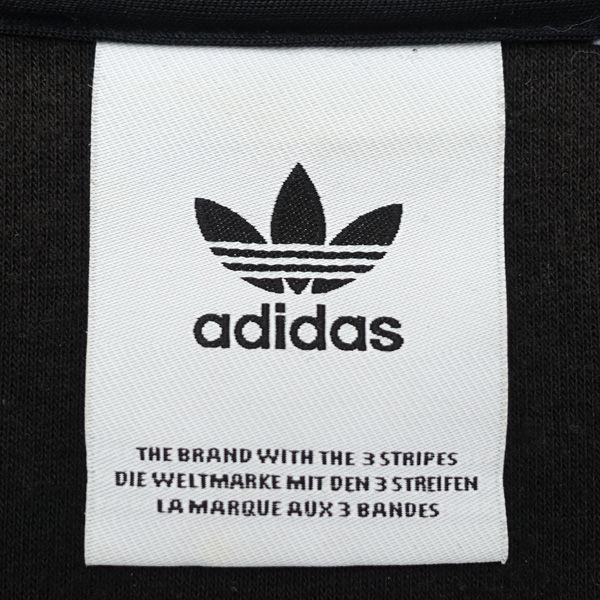 adidas
THE BRAND WITH THE 3 STRIPES
DIE WELTMARKE MIT DEN 3 STREIFEN
LA MARQUE AUX 3 BANDES